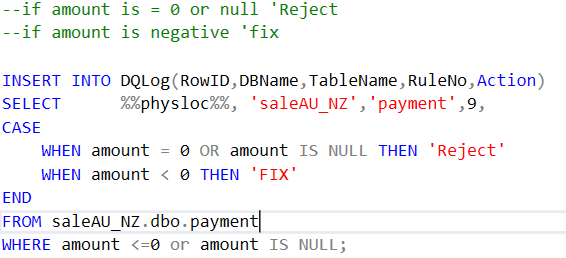 --if amount is = 0 or null 'Reject
--if amount is negative 'fix
INSERT INTO DQLog(RowID,DBName,TableName,RuleNo,Action)
SELECT %%physloc%%, 'saleAU_NZ','payment',9,
CASE
WHEN amount = 0 OR amount IS NULL THEN 'Reject'
WHEN amount < 0 THEN 'FIX'
END
FROM saleAU_NZ.dbo.payment
WHERE amount <=0 or amount IS NULL;